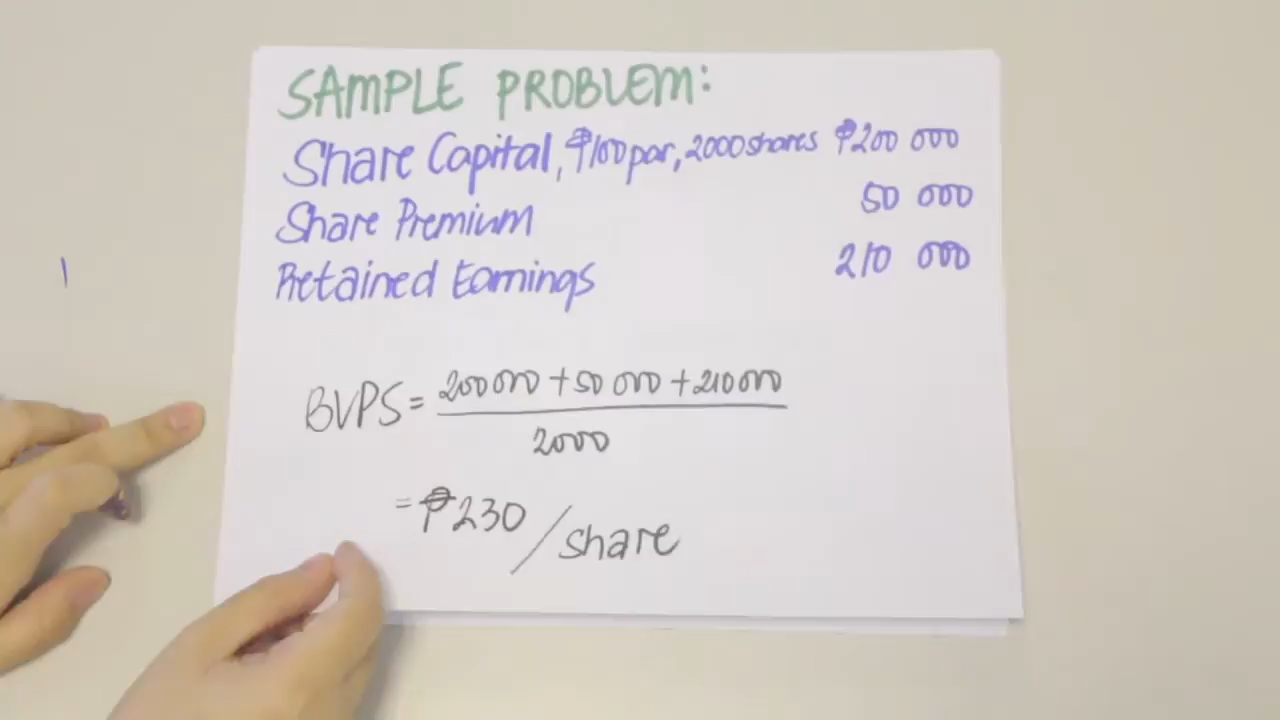 SAMPLE PROBLEM:
Share Capital, ₱100 par, 2000 shares ₱200 000
Share Premium 50 000
Retained Earnings 210 000
BVPS = 200 000 + 50 000 + 210 000
2000
= ₱230 / share